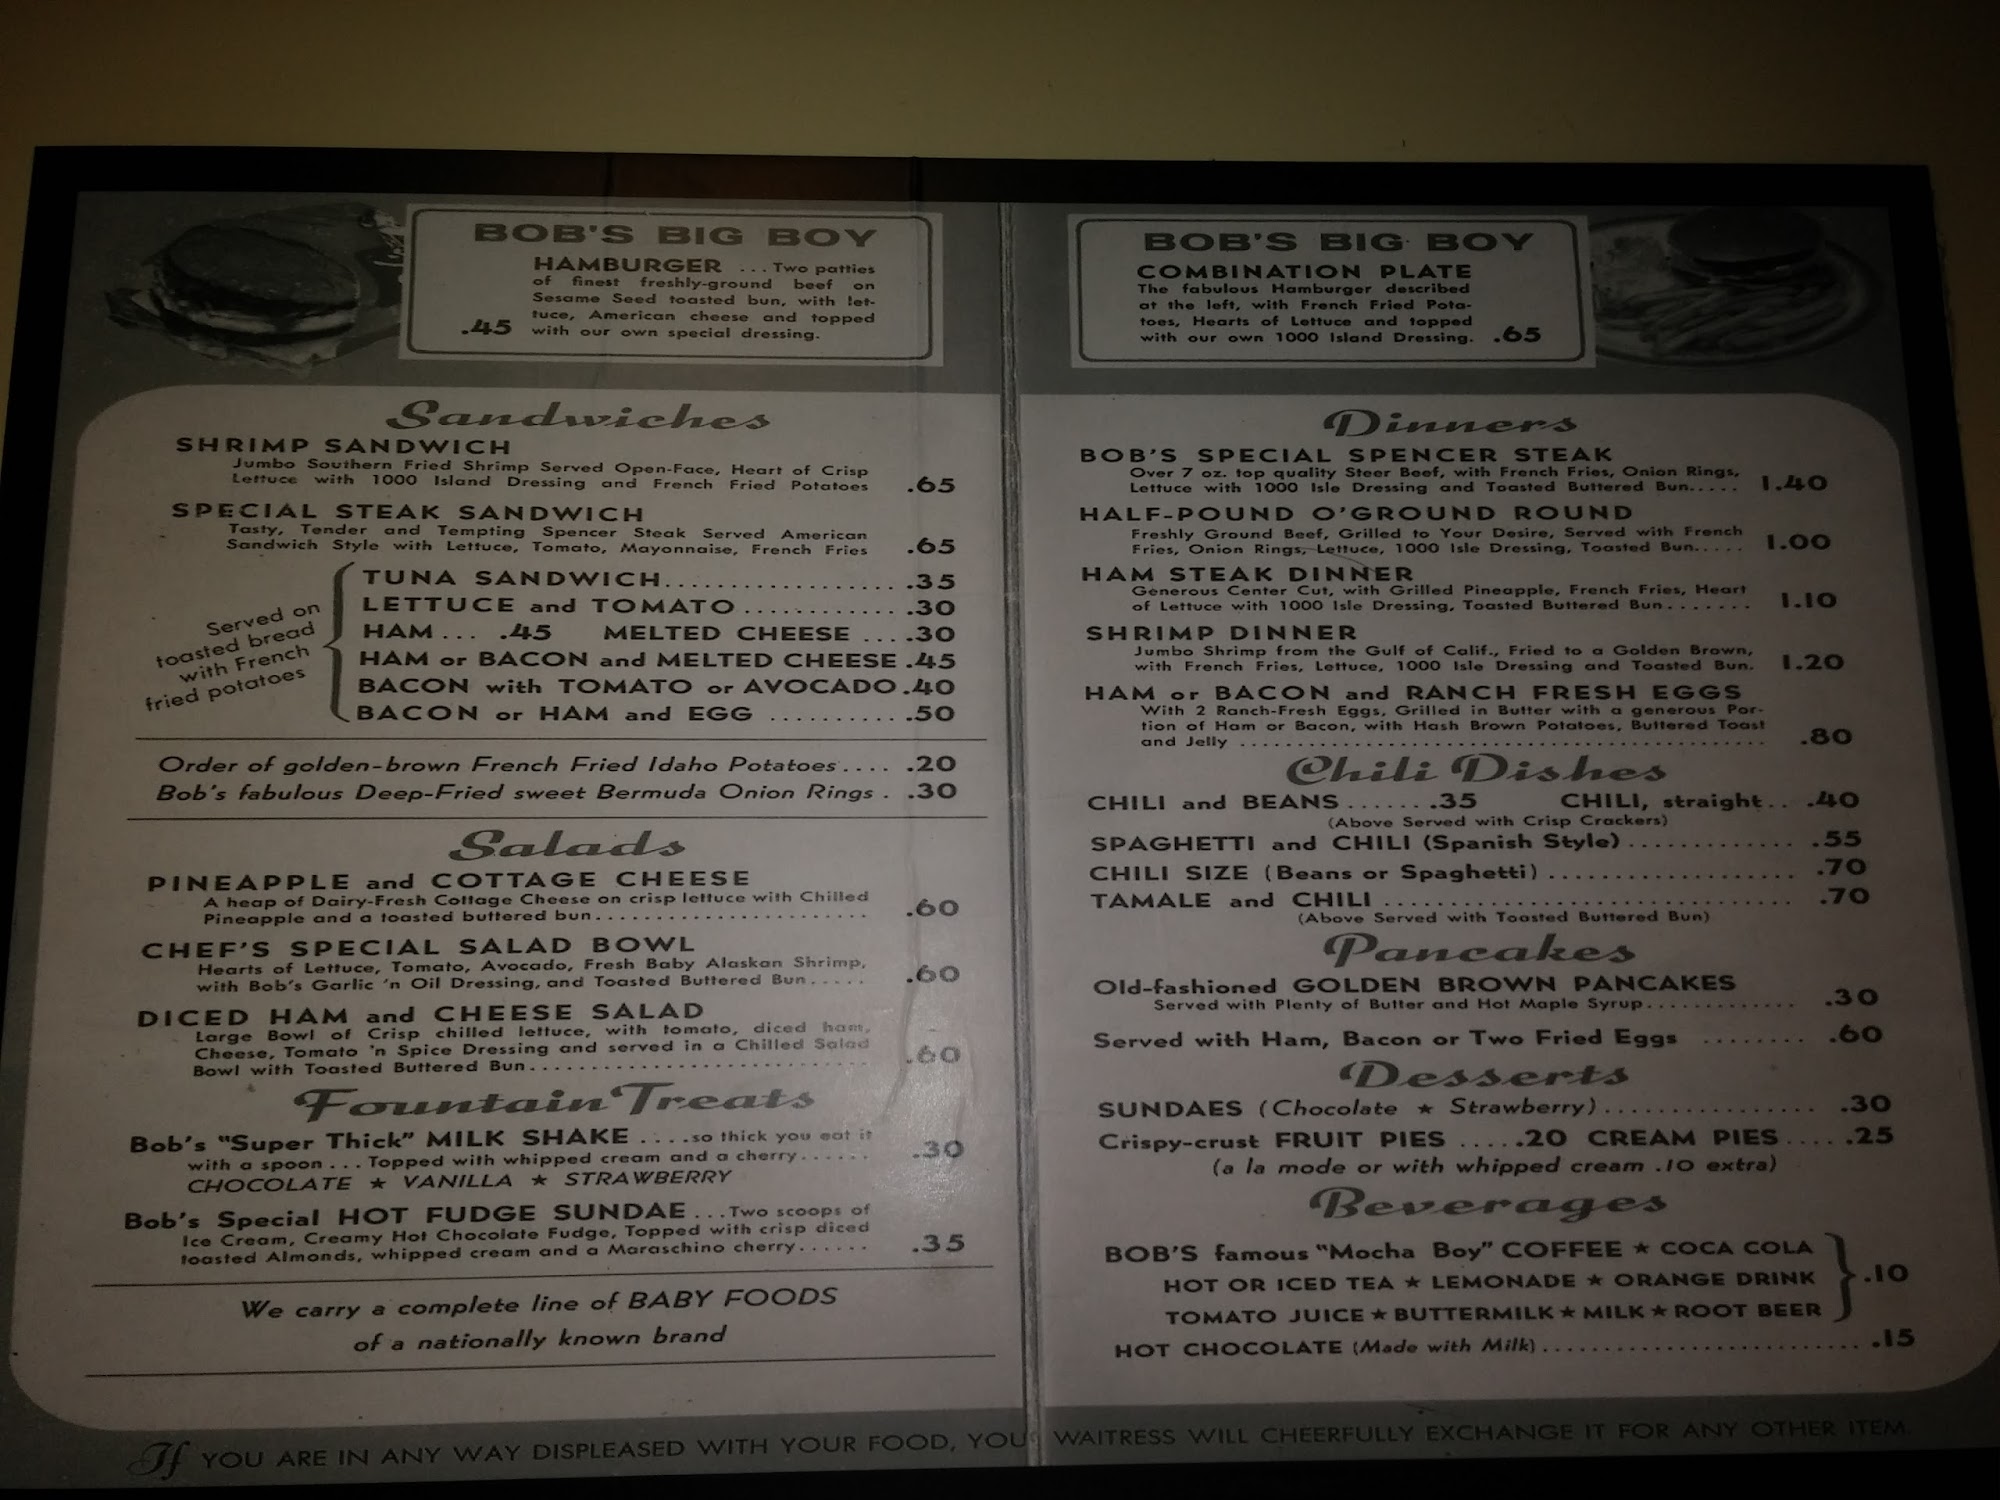 BOB'S BIG BOY
HAMBURGER ... Two patties
of finest freshly-ground beef on
Sesame Seed toasted bun, with let-
tuce, American cheese and topped
.45 with our own special dressing.
Sandwiches
SHRIMP SANDWICH
Jumbo Southern Fried Shrimp Served Open-Face, Heart of Crisp
Lettuce with 1000 Island Dressing and French Fried Potatoes .65
SPECIAL STEAK SANDWICH
Tasty, Tender and Tempting Spencer Steak Served American
Sandwich Style with Lettuce, Tomato, Mayonnaise, French Fries .65
Served on
toasted bread
with French
fried potatoes
TUNA SANDWICH.................. .35
LETTUCE and TOMATO............ .30
HAM... .45 MELTED CHEESE .... .30
HAM or BACON and MELTED CHEESE .45
BACON with TOMATO or AVOCADO .40
BACON or HAM and EGG .......... .50
Order of golden-brown French Fried Idaho Potatoes.... .20
Bob's fabulous Deep-Fried sweet Bermuda Onion Rings . .30
Salads
PINEAPPLE and COTTAGE CHEESE
A heap of Dairy-Fresh Cottage Cheese on crisp lettuce with Chilled
Pineapple and a toasted buttered bun........................ .60
CHEF'S SPECIAL SALAD BOWL
Hearts of Lettuce, Tomato, Avocado, Fresh Baby Alaskan Shrimp,
with Bob's Garlic 'n Oil Dressing, and Toasted Buttered Bun..... .60
DICED HAM and CHEESE SALAD
Large Bowl of Crisp chilled lettuce, with tomato, diced ham,
Cheese, Tomato 'n Spice Dressing and served in a Chilled Salad
Bowl with Toasted Buttered Bun............................. .60
Fountain Treats
Bob's "Super Thick" MILK SHAKE ....so thick you eat it
with a spoon ... Topped with whipped cream and a cherry...... .30
CHOCOLATE ★ VANILLA ★ STRAWBERRY
Bob's Special HOT FUDGE SUNDAE ...Two scoops of
Ice Cream, Creamy Hot Chocolate Fudge, Topped with crisp diced
toasted Almonds, whipped cream and a Maraschino cherry...... .35
We carry a complete line of BABY FOODS
of a nationally known brand
BOB'S BIG BOY
COMBINATION PLATE
The fabulous Hamburger described
at the left, with French Fried Pota-
toes, Hearts of Lettuce and topped
with our own 1000 Island Dressing. .65
Dinners
BOB'S SPECIAL SPENCER STEAK
Over 7 oz. top quality Steer Beef, with French Fries, Onion Rings,
Lettuce with 1000 Isle Dressing and Toasted Buttered Bun..... 1.40
HALF-POUND O'GROUND ROUND
Freshly Ground Beef, Grilled to Your Desire, Served with French
Fries, Onion Rings, Lettuce, 1000 Isle Dressing, Toasted Bun..... 1.00
HAM STEAK DINNER
Generous Center Cut, with Grilled Pineapple, French Fries, Heart
of Lettuce with 1000 Isle Dressing, Toasted Buttered Bun....... 1.10
SHRIMP DINNER
Jumbo Shrimp from the Gulf of Calif., Fried to a Golden Brown,
with French Fries, Lettuce, 1000 Isle Dressing and Toasted Bun. 1.20
HAM or BACON and RANCH FRESH EGGS
With 2 Ranch-Fresh Eggs, Grilled in Butter with a generous Por-
tion of Ham or Bacon, with Hash Brown Potatoes, Buttered Toast
and Jelly ............................................. .80
Chili Dishes
CHILI and BEANS....... .35 CHILI, straight.. .40
(Above Served with Crisp Crackers)
SPAGHETTI and CHILI (Spanish Style) ............. .55
CHILI SIZE (Beans or Spaghetti) ................... .70
TAMALE and CHILI .............................. .70
(Above Served with Toasted Buttered Bun)
Pancakes
Old-fashioned GOLDEN BROWN PANCAKES
Served with Plenty of Butter and Hot Maple Syrup............. .30
Served with Ham, Bacon or Two Fried Eggs ........ .60
Desserts
SUNDAES (Chocolate ★ Strawberry)................ .30
Crispy-crust FRUIT PIES .....20 CREAM PIES.... .25
(a la mode or with whipped cream .10 extra)
Beverages
BOB'S famous "Mocha Boy" COFFEE ★ COCA COLA
HOT OR ICED TEA ★ LEMONADE ★ ORANGE DRINK .10
TOMATO JUICE ★ BUTTERMILK ★ MILK ★ ROOT BEER
HOT CHOCOLATE (Made with Milk).......................... .15
If YOU ARE IN ANY WAY DISPLEASED WITH YOUR FOOD, YOUR WAITRESS WILL CHEERFULLY EXCHANGE IT FOR ANY OTHER ITEM.